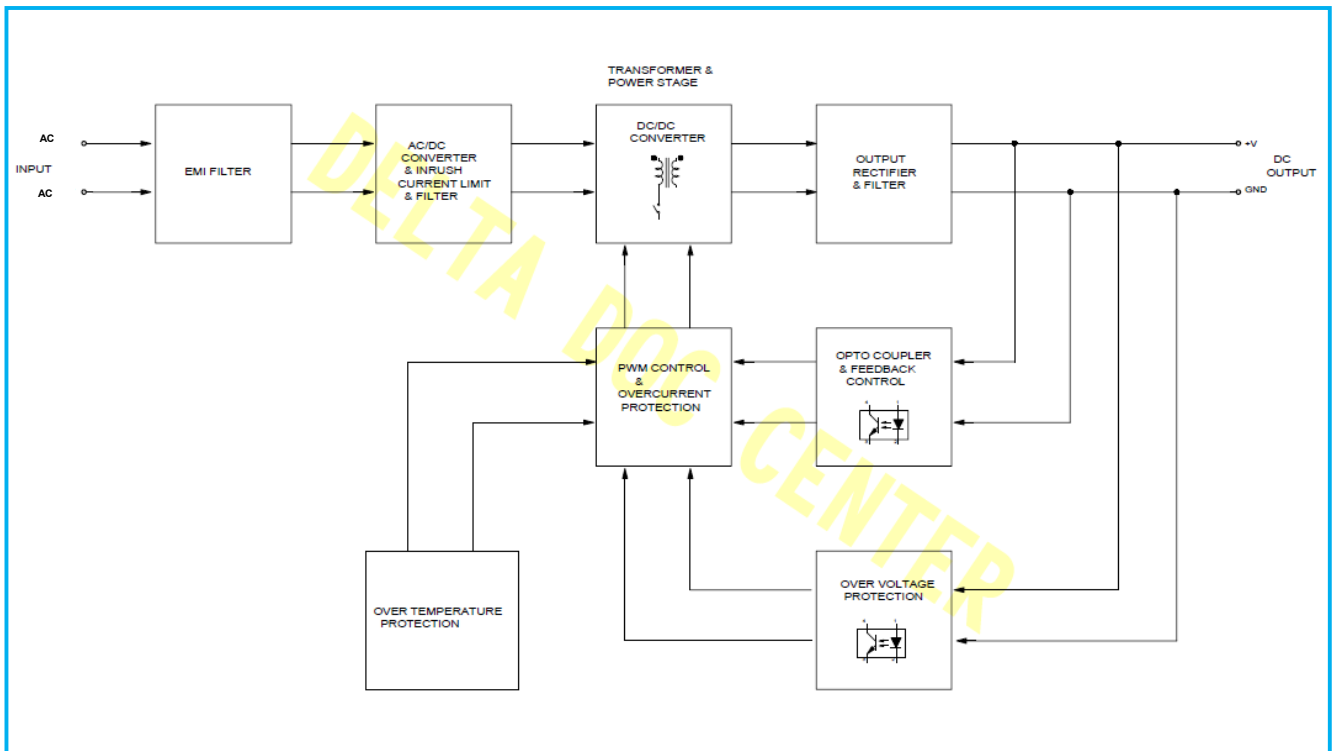 TRANSFORMER &
POWER STAGE
AC
INPUT
AC
EMI FILTER
AC/DC
CONVERTER
& INRUSH
CURRENT LIMIT
& FILTER
DC/DC
CONVERTER
OUTPUT
RECTIFIER
& FILTER
+V
DC
OUTPUT
GND
PWM CONTROL
&
OVERCURRENT
PROTECTION
OPTO COUPLER
& FEEDBACK
CONTROL
OVER TEMPERATURE
PROTECTION
OVER VOLTAGE
PROTECTION
DELTA DOC CENTER